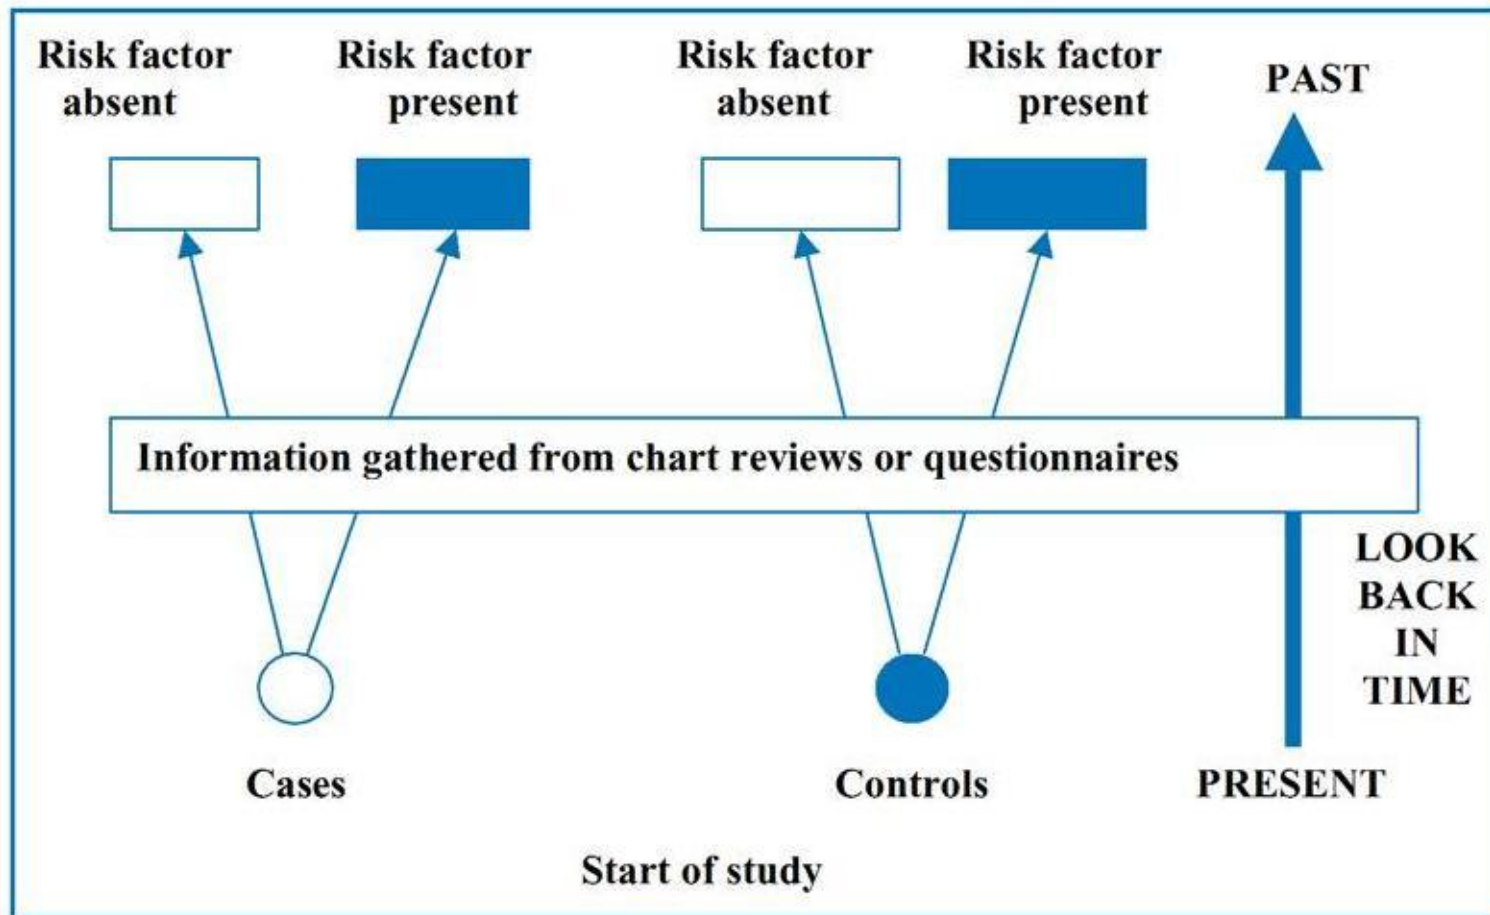 Risk factor
absent
Risk factor
present
Risk factor
absent
Risk factor
present
PAST
Information gathered from chart reviews or questionnaires
LOOK
BACK
IN
TIME
Cases
Controls
PRESENT
Start of study